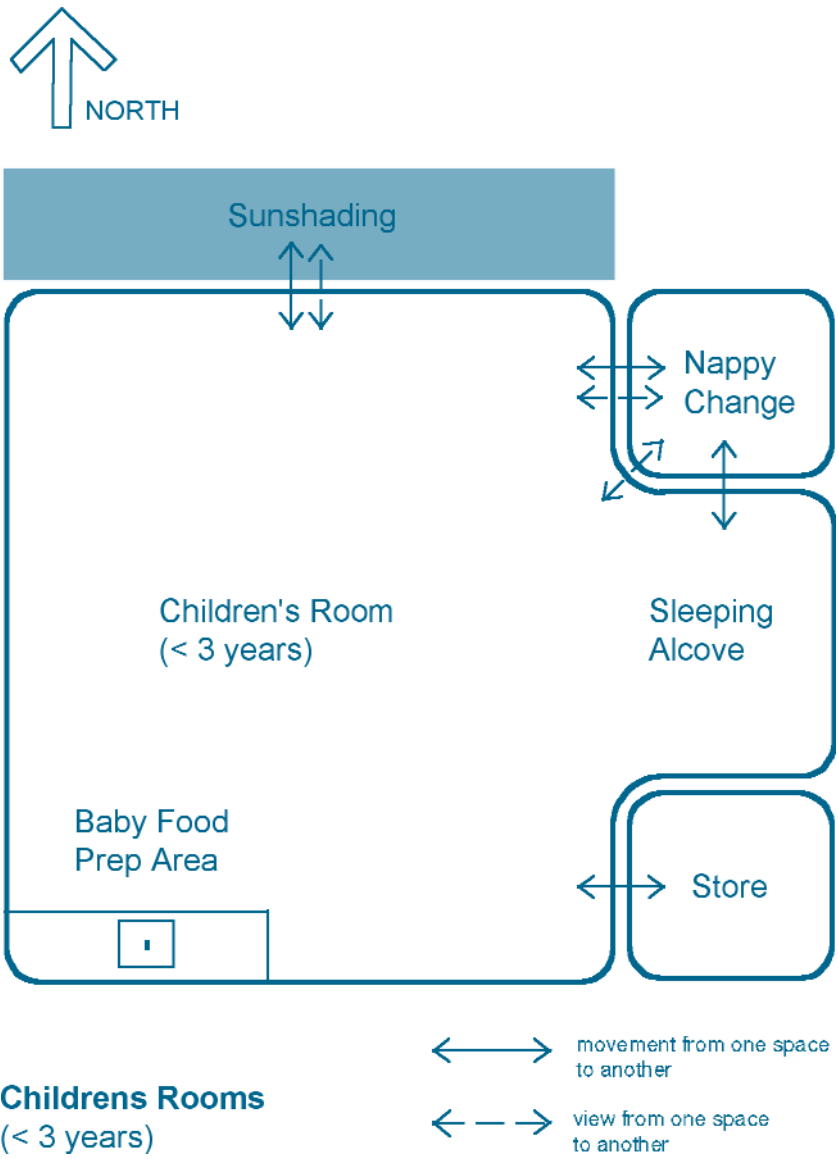 NORTH
Sunshading
Nappy
Change
Children's Room
(< 3 years)
Sleeping
Alcove
Baby Food
Prep Area
Store
movement from one space
to another
Childrens Rooms
(< 3 years)
view from one space
to another